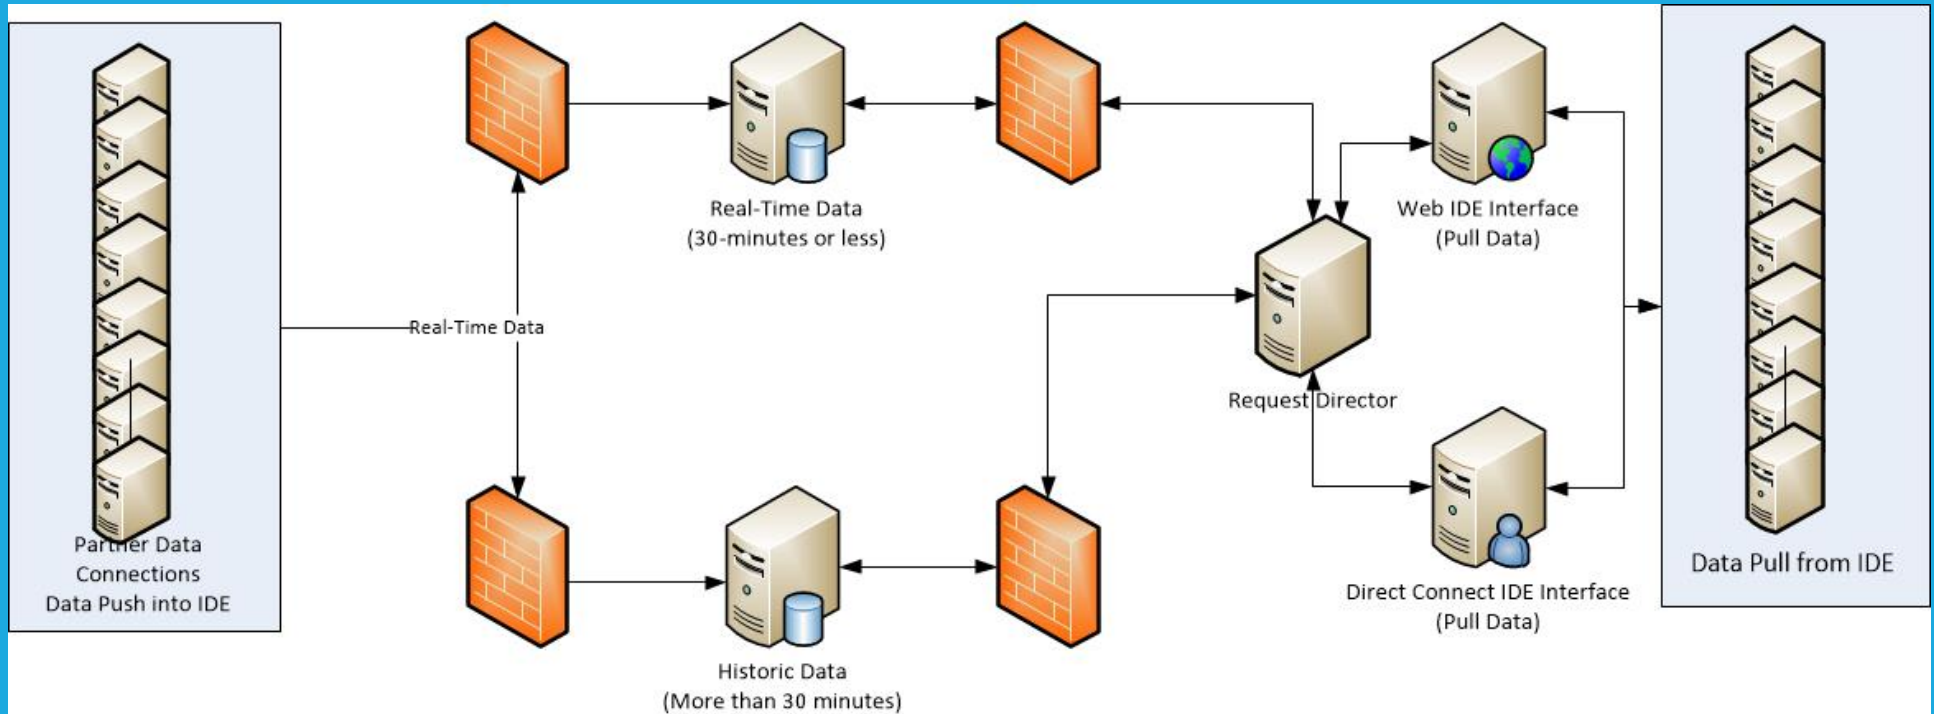 Partner Data
Connections
Data Push into IDE
Real-Time Data
Real-Time Data
(30-minutes or less)
Historic Data
(More than 30 minutes)
Request Director
Web IDE Interface
(Pull Data)
Direct Connect IDE Interface
(Pull Data)
Data Pull from IDE